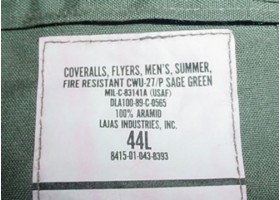 COVERALLS, FLYERS, MEN'S, SUMMER,
FIRE RESISTANT CWU-27/P SAGE GREEN
MIL-C-83141A (USAF)
DLA100-89-C-0565
100% ARAMID
LAJAS INDUSTRIES, INC.
44L
8415-01-043-8393